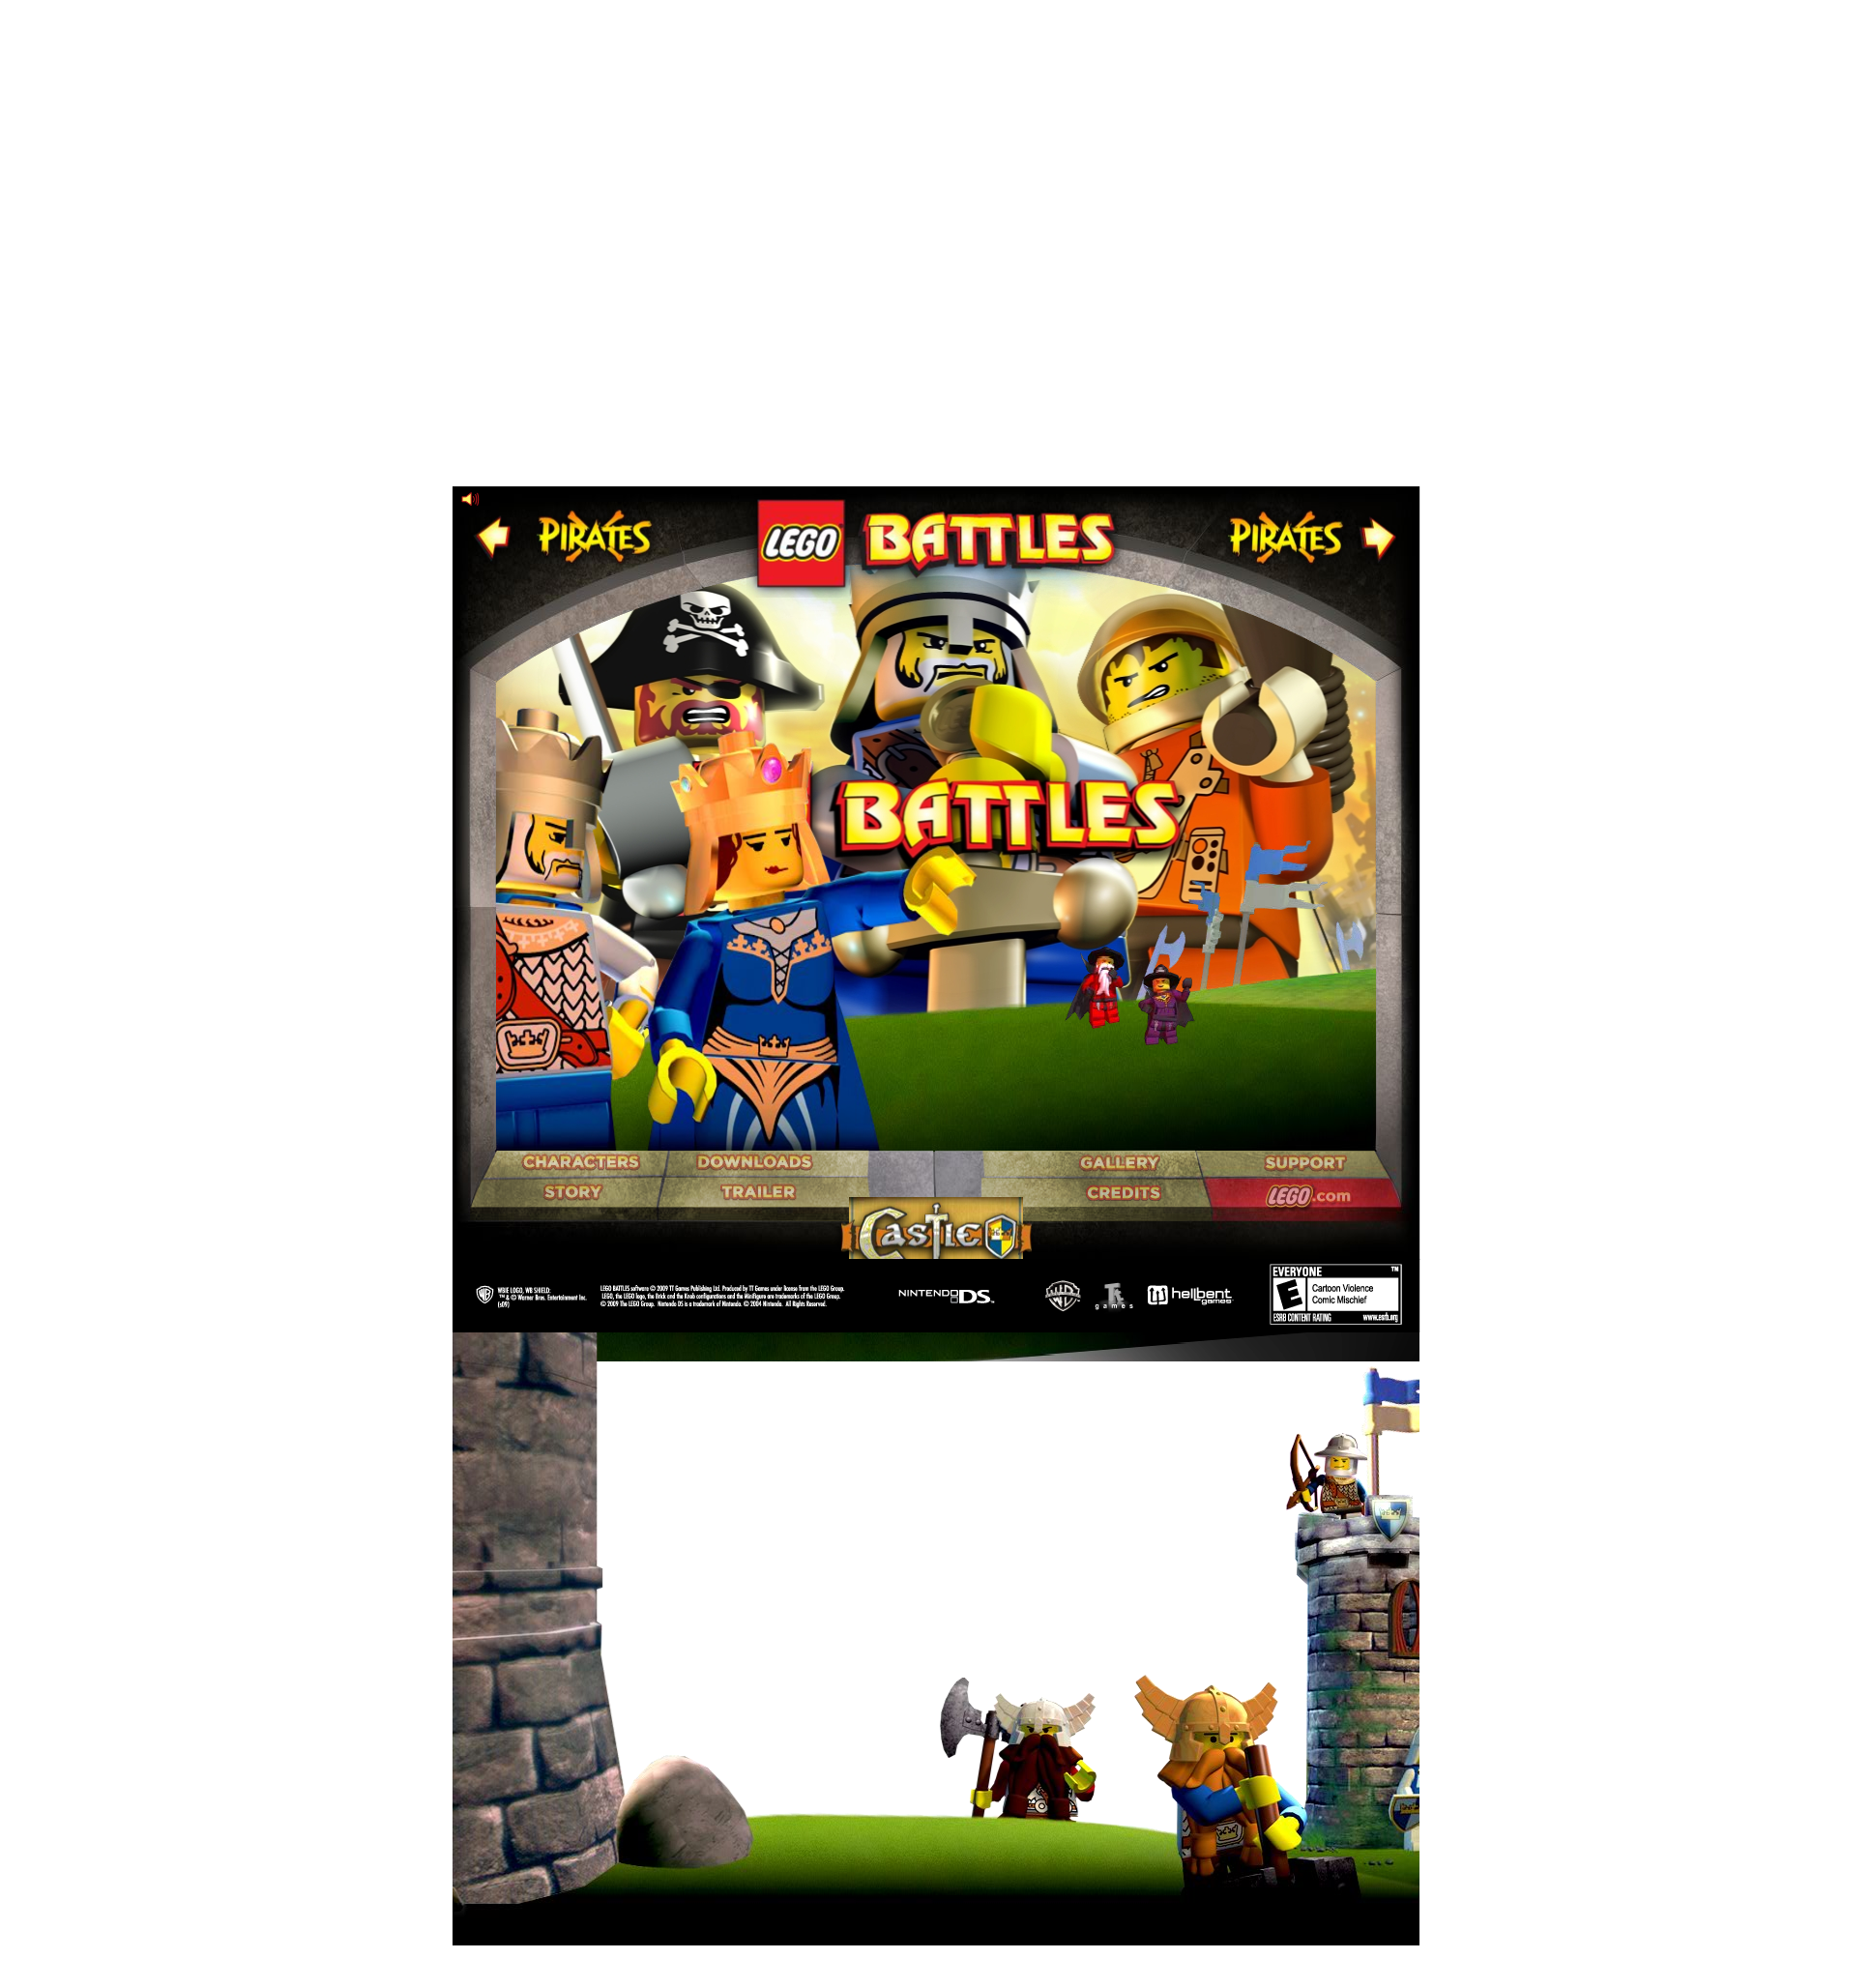 PIRATES
LEGO BATTLES
PIRATES
BATTLES
CHARACTERS
DOWNLOADS
GALLERY
SUPPORT
STORY
TRAILER
CREDITS
LEGO.com
CASTLE
WBIE LOGO, WB SHIELD:
™ & © Warner Bros. Entertainment Inc.
(s09)
LEGO BATTLES software © 2009 TT Games Publishing Ltd. Produced by TT Games under license from the LEGO Group.
LEGO, the LEGO logo, the Brick and the Knob configurations and the Minifigure are trademarks of the LEGO Group.
© 2009 The LEGO Group. Nintendo DS is a trademark of Nintendo. © 2004 Nintendo. All Rights Reserved.
NINTENDO DS™
games
hellbent
games
EVERYONE ™
E
Cartoon Violence
Comic Mischief
ESRB CONTENT RATING www.esrb.org